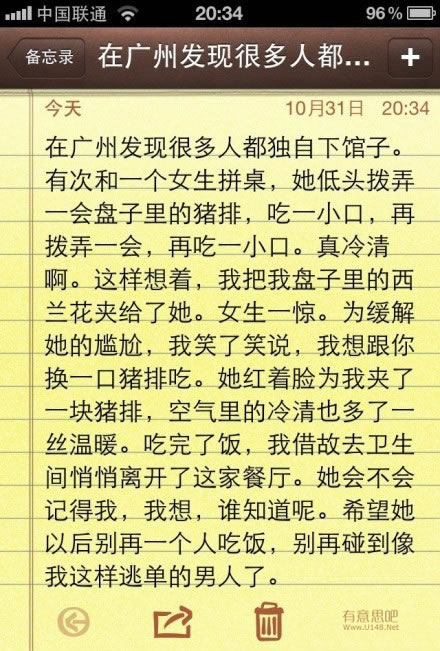 中国联通 20:34 96%
备忘录 在广州发现很多人都... +
今天 10月31日 20:34
在广州发现很多人都独自下馆子。
有次和一个女生拼桌，她低头拨弄
一会盘子里的猪排，吃一小口，再
拨弄一会，再吃一小口。真冷清
啊。这样想着，我把我盘子里的西
兰花夹给了她。女生一惊。为缓解
她的尴尬，我笑了笑说，我想跟你
换一口猪排吃。她红着脸为我夹了
一块猪排，空气里的冷清也多了一
丝温暖。吃完了饭，我借故去卫生
间悄悄离开了这家餐厅。她会不会
记得我，我想，谁知道呢。希望她
以后别再一个人吃饭，别再碰到像
我这样逃单的男人了。
有意思吧
Www.U148.Net